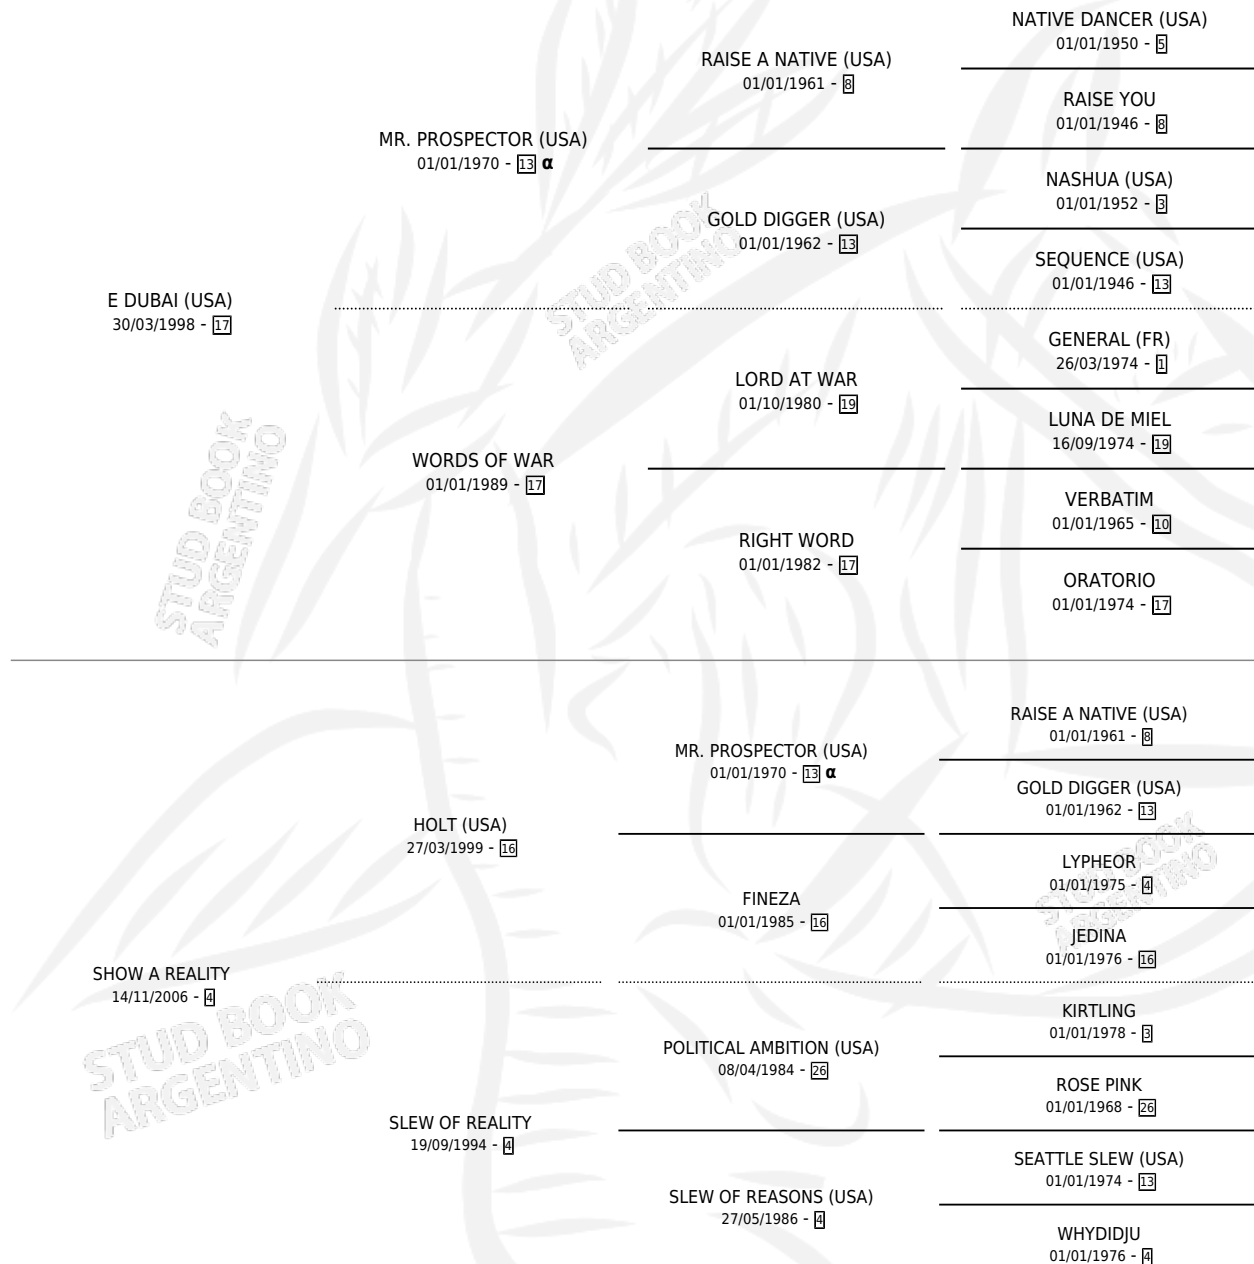 NATIVE DANCER (USA)
01/01/1950 - 5
RAISE A NATIVE (USA)
01/01/1961 - 8
RAISE YOU
01/01/1946 - 8
MR. PROSPECTOR (USA)
01/01/1970 - 13 α
NASHUA (USA)
01/01/1952 - 3
GOLD DIGGER (USA)
01/01/1962 - 13
SEQUENCE (USA)
01/01/1946 - 13
E DUBAI (USA)
30/03/1998 - 17
GENERAL (FR)
26/03/1974 - 1
LORD AT WAR
01/10/1980 - 19
LUNA DE MIEL
16/09/1974 - 19
WORDS OF WAR
01/01/1989 - 17
VERBATIM
01/01/1965 - 10
RIGHT WORD
01/01/1982 - 17
ORATORIO
01/01/1974 - 17
RAISE A NATIVE (USA)
01/01/1961 - 8
MR. PROSPECTOR (USA)
01/01/1970 - 13 α
GOLD DIGGER (USA)
01/01/1962 - 13
HOLT (USA)
27/03/1999 - 16
LYPHEOR
01/01/1975 - 4
FINEZA
01/01/1985 - 16
JEDINA
01/01/1976 - 16
SHOW A REALITY
14/11/2006 - 4
KIRTLING
01/01/1978 - 3
POLITICAL AMBITION (USA)
08/04/1984 - 26
ROSE PINK
01/01/1968 - 26
SLEW OF REALITY
19/09/1994 - 4
SEATTLE SLEW (USA)
01/01/1974 - 13
SLEW OF REASONS (USA)
27/05/1986 - 4
WHYDIDJU
01/01/1976 - 4
STUD BOOK
ARGENTINO
STUD BOOK
ARGENTINO
STUD BOOK
ARGENTINO
STUD BOOK
ARGENTINO